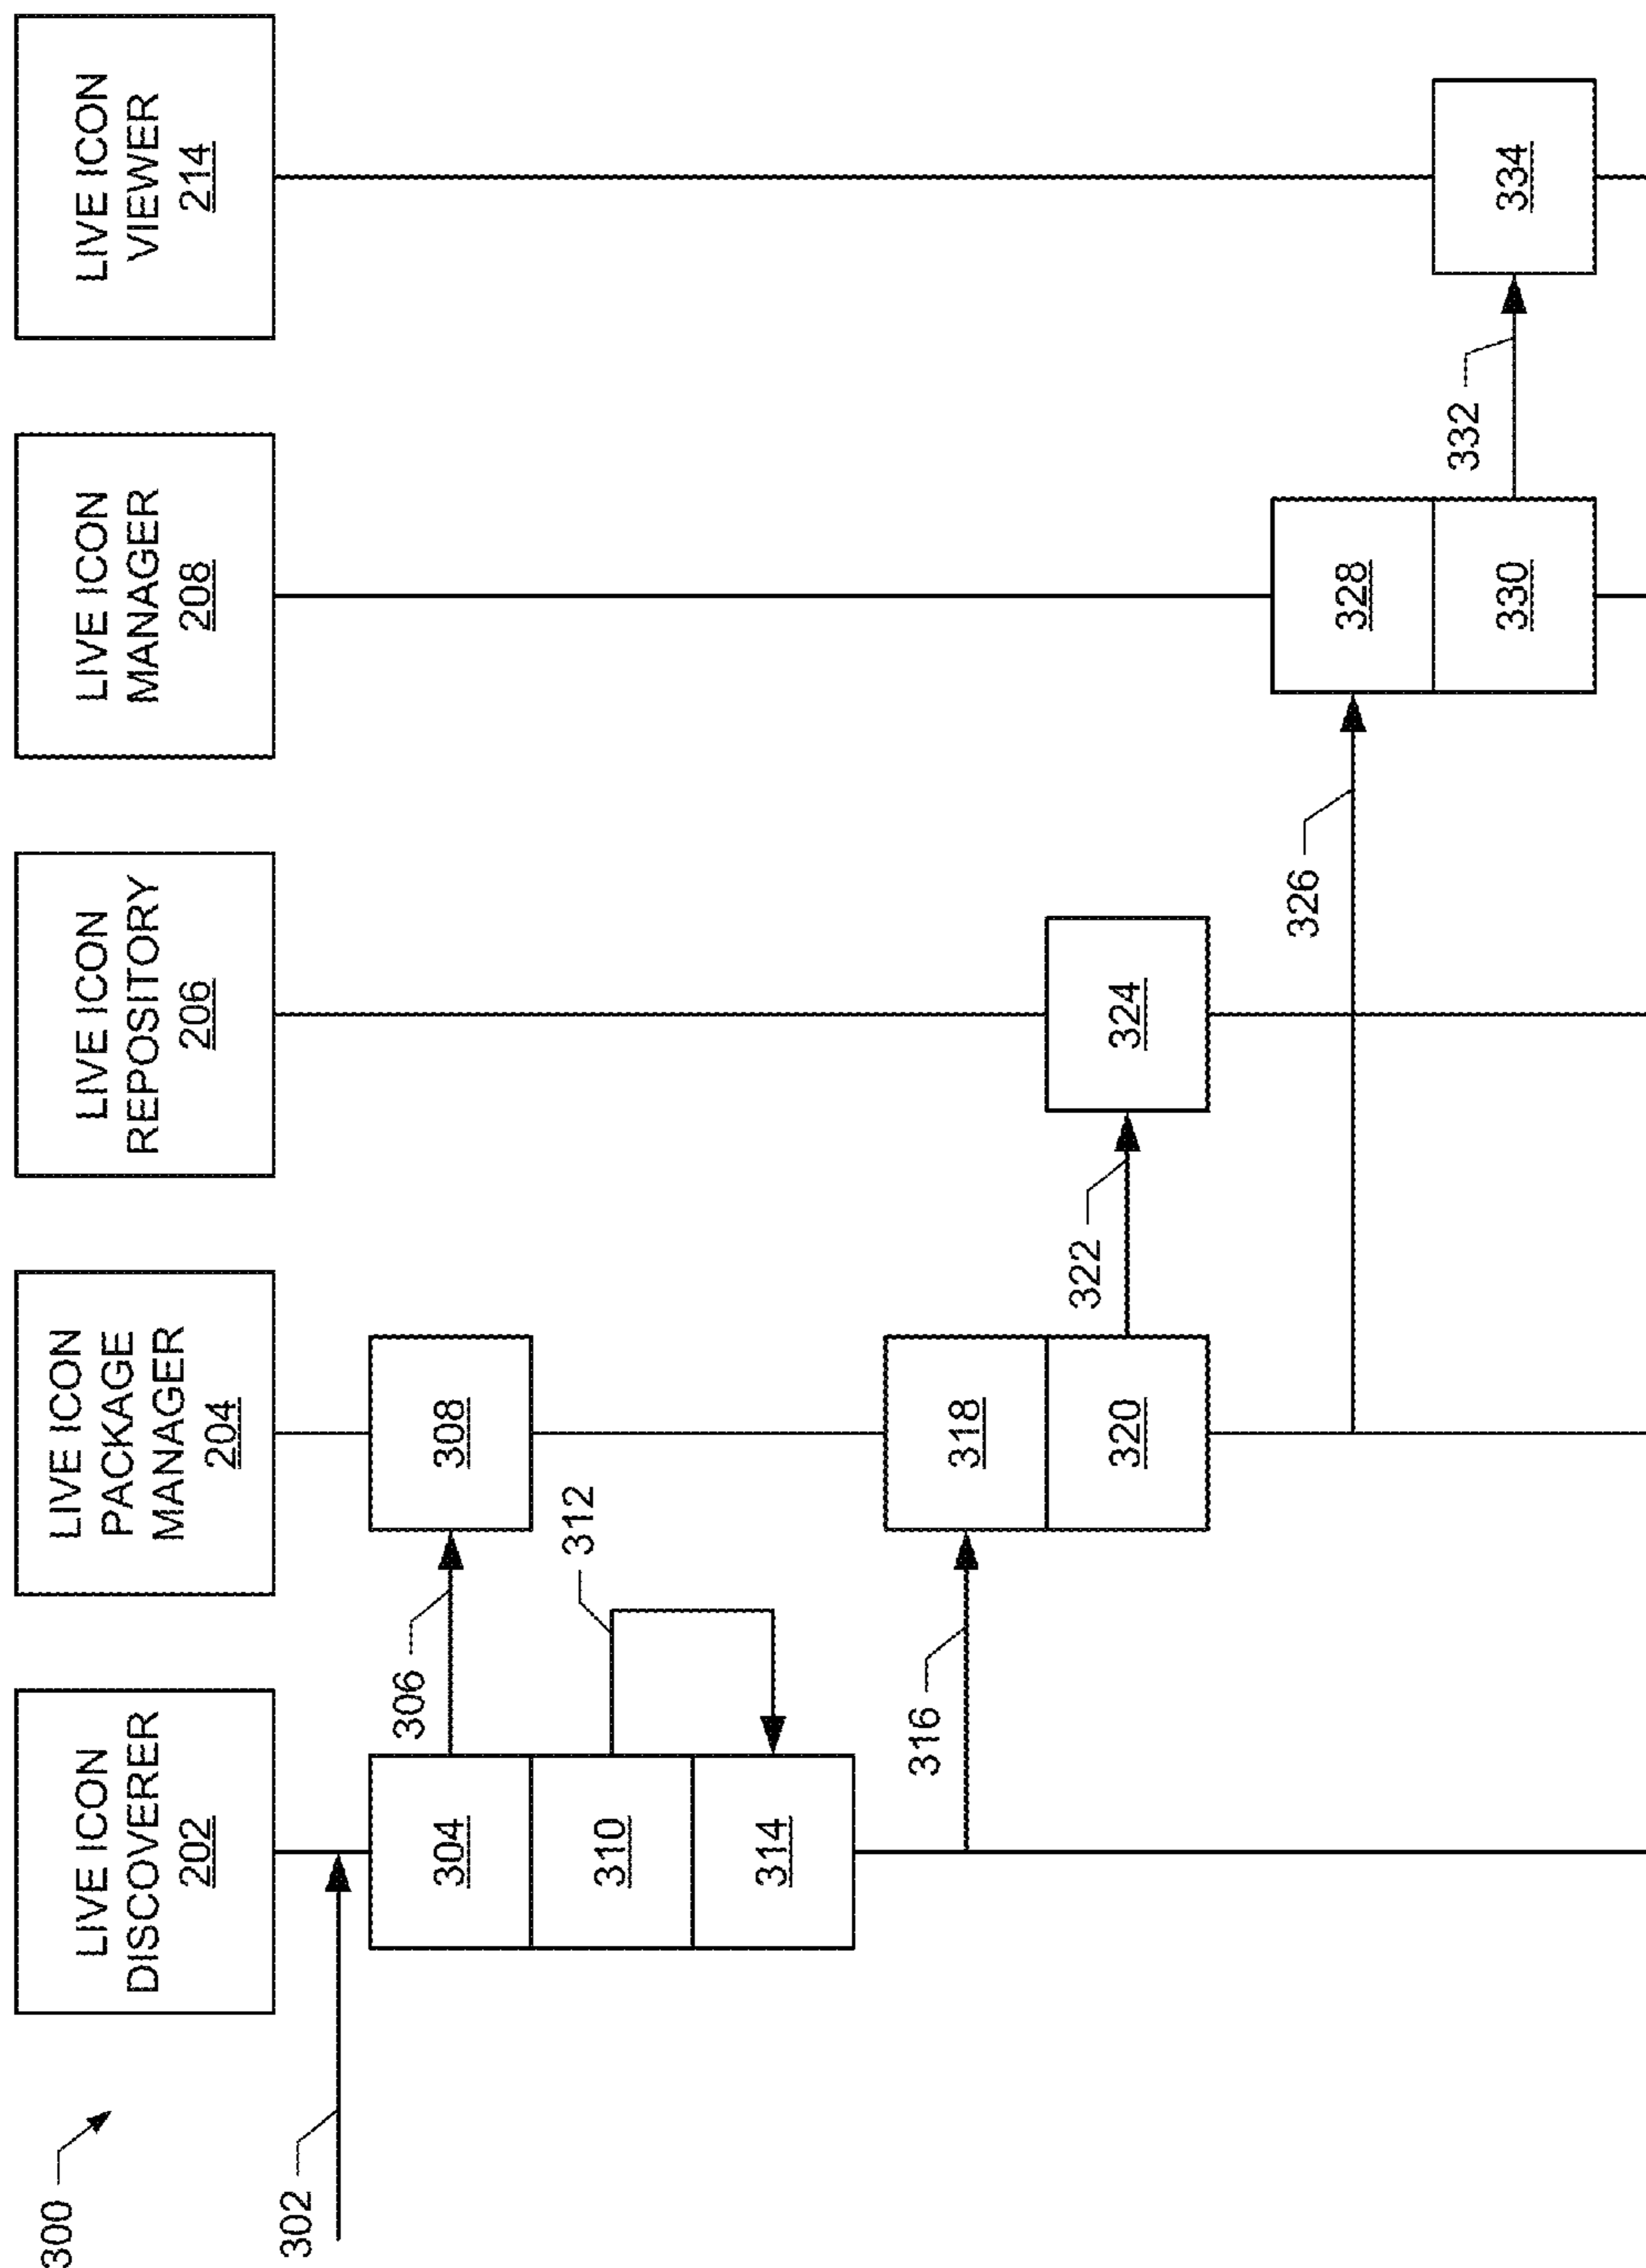 300
LIVE ICON
DISCOVERER
202
LIVE ICON
PACKAGE
MANAGER
204
LIVE ICON
REPOSITORY
206
LIVE ICON
MANAGER
208
LIVE ICON
VIEWER
214
302
304
306
308
310
312
314
316
318
320
322
324
326
328
330
332
334